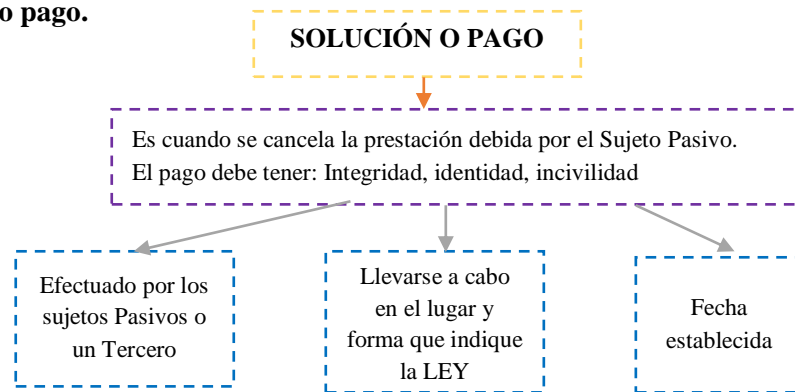 o pago.
SOLUCIÓN O PAGO
Es cuando se cancela la prestación debida por el Sujeto Pasivo.
El pago debe tener: Integridad, identidad, incivilidad
Efectuado por los
sujetos Pasivos o
un Tercero
Llevarse a cabo
en el lugar y
forma que indique
la LEY
Fecha
establecida